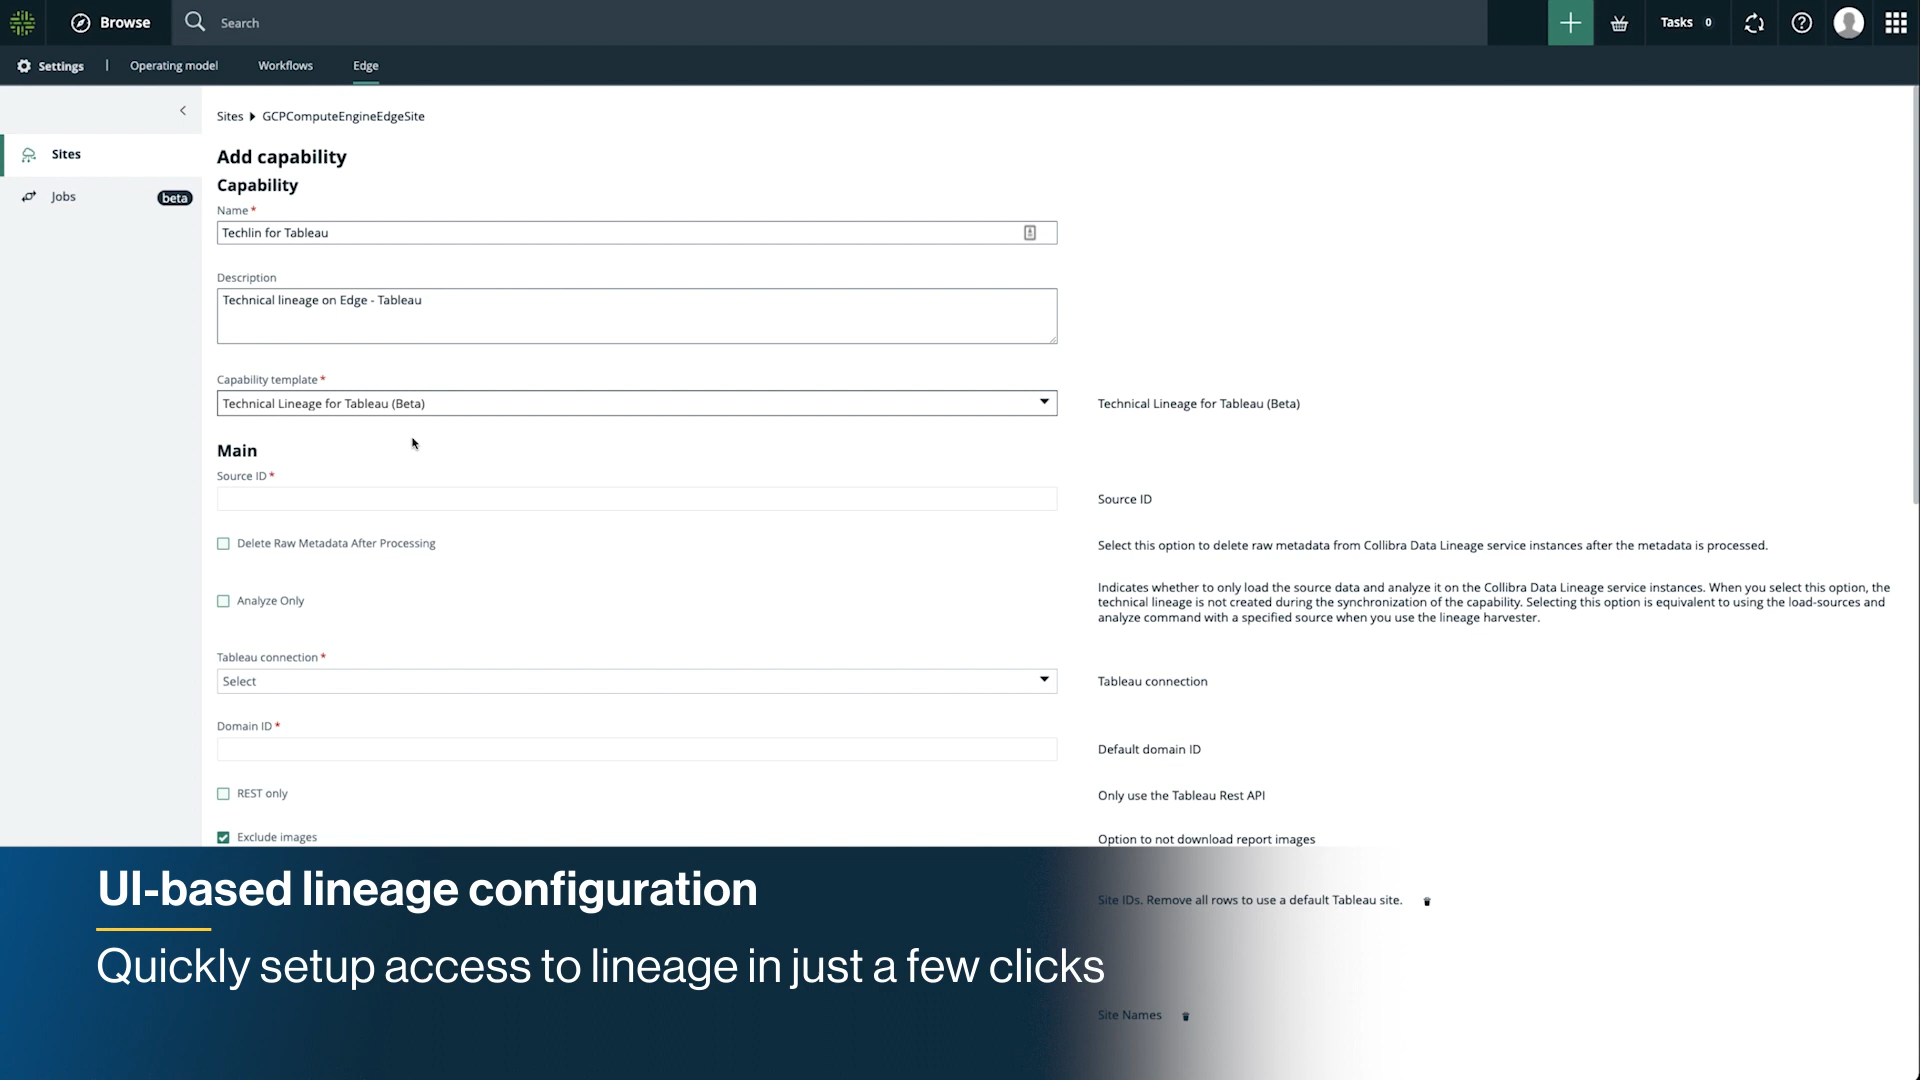 Browse
Search
Tasks 0
Settings | Operating model Workflows Edge
Sites GCPComputeEngineEdgeSite
Sites
Jobs beta
Add capability
Capability
Name *
Techlin for Tableau
Description
Technical lineage on Edge - Tableau
Capability template *
Technical Lineage for Tableau (Beta)
Technical Lineage for Tableau (Beta)
Main
Source ID *
Source ID
Delete Raw Metadata After Processing
Select this option to delete raw metadata from Collibra Data Lineage service instances after the metadata is processed.
Analyze Only
Indicates whether to only load the source data and analyze it on the Collibra Data Lineage service instances. When you select this option, the
technical lineage is not created during the synchronization of the capability. Selecting this option is equivalent to using the load-sources and
analyze command with a specified source when you use the lineage harvester.
Tableau connection *
Select
Tableau connection
Domain ID *
Default domain ID
REST only
Only use the Tableau Rest API
Exclude images
Option to not download report images
UI-based lineage configuration
Site IDs. Remove all rows to use a default Tableau site.
Quickly setup access to lineage in just a few clicks
Site Names